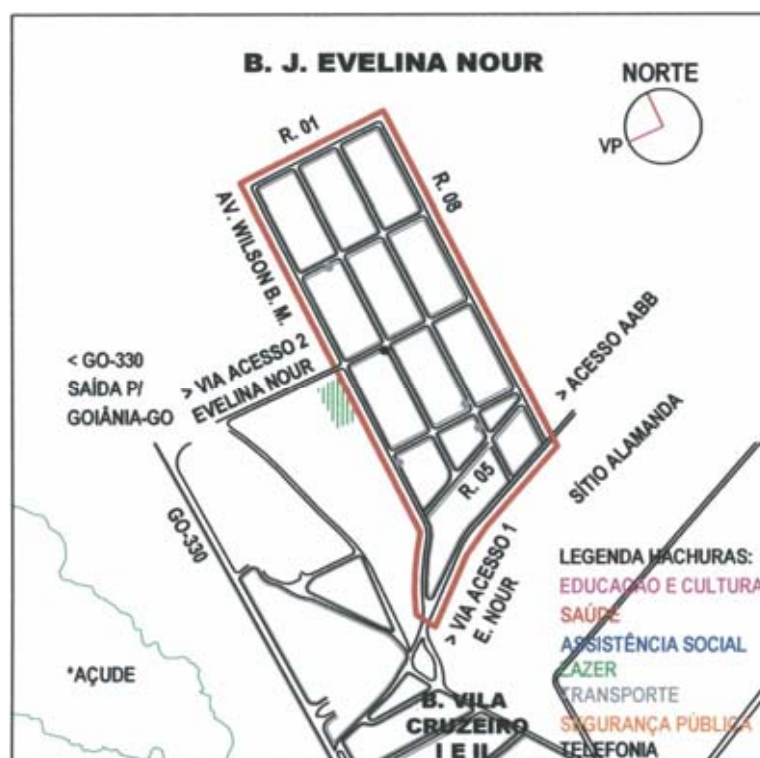 B. J. EVELINA NOUR
NORTE
VP
R. 01
R. 08
AV. WILSON B. M.
< GO-330
SAÍDA P/
GOIÂNIA-GO
> VIA ACESSO 2
EVELINA NOUR
> ACESSO AABB
SÍTIO ALAMANDA
R. 05
GO-330
> VIA ACESSO 1
E. NOUR
LEGENDA HACHURAS:
EDUCAÇÃO E CULTURA
SAÚDE
ASSISTÊNCIA SOCIAL
LAZER
TRANSPORTE
SEGURANÇA PÚBLICA
TELEFONIA
*AÇUDE
B. VILA
CRUZEIRO
I E II